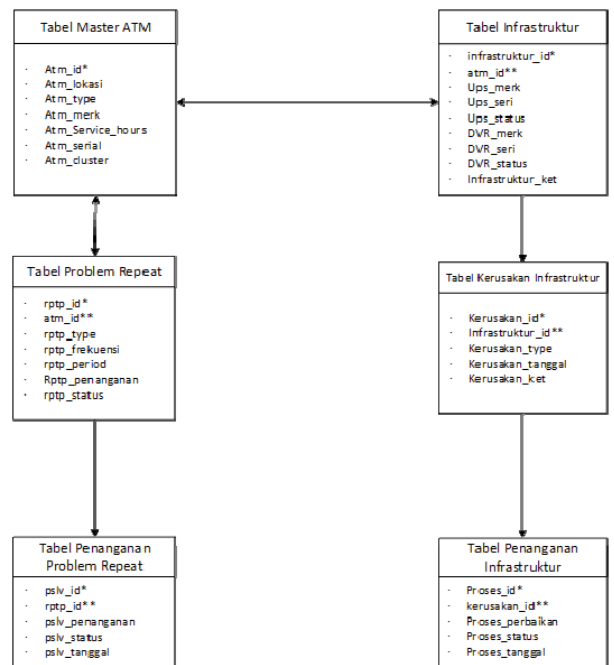 Tabel Master ATM
· Atm_id*
· Atm_lokasi
· Atm_type
· Atm_merk
· Atm_Service_hours
· Atm_serial
· Atm_cluster
Tabel Infrastruktur
· infrastruktur_id*
· atm_id**
· Ups_merk
· Ups_seri
· Ups_status
· DVR_merk
· DVR_seri
· DVR_status
· Infrastruktur_ket
Tabel Problem Repeat
· rptp_id*
· atm_id**
· rptp_type
· rptp_frekuensi
· rptp_period
· Rptp_penanganan
· rptp_status
Tabel Kerusakan Infrastruktur
· Kerusakan_id*
· Infrastruktur_id**
· Kerusakan_type
· Kerusakan_tanggal
· Kerusakan_ket
Tabel Penanganan
Problem Repeat
· pslv_id*
· rptp_id**
· pslv_penanganan
· pslv_status
· pslv_tanggal
Tabel Penanganan
Infrastruktur
· Proses_id*
· kerusakan_id**
· Proses_perbaikan
· Proses_status
· Proses_tanggal